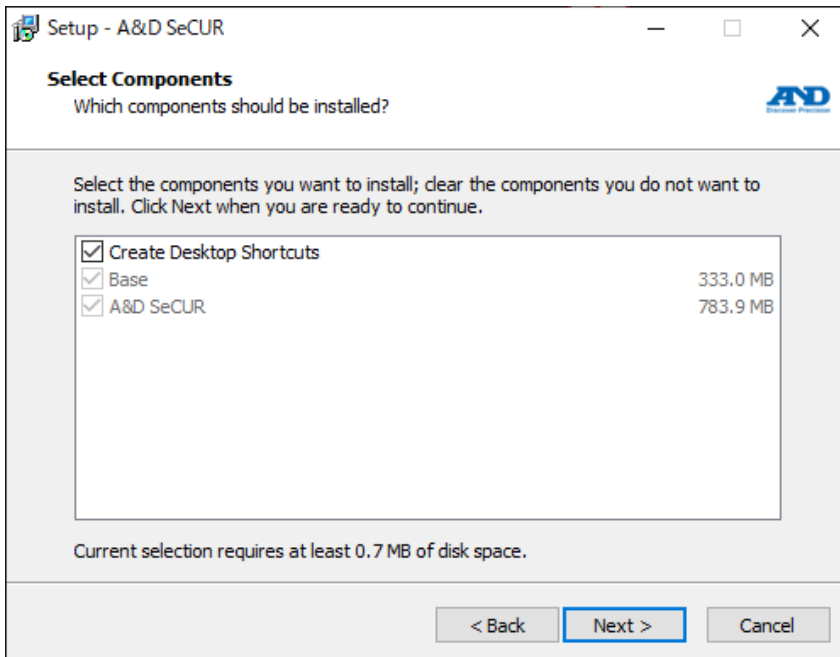 Setup - A&D SeCUR
Select Components
Which components should be installed?
AND
Discover Precision
Select the components you want to install; clear the components you do not want to
install. Click Next when you are ready to continue.
Create Desktop Shortcuts
Base 333.0 MB
A&D SeCUR 783.9 MB
Current selection requires at least 0.7 MB of disk space.
< Back Next > Cancel